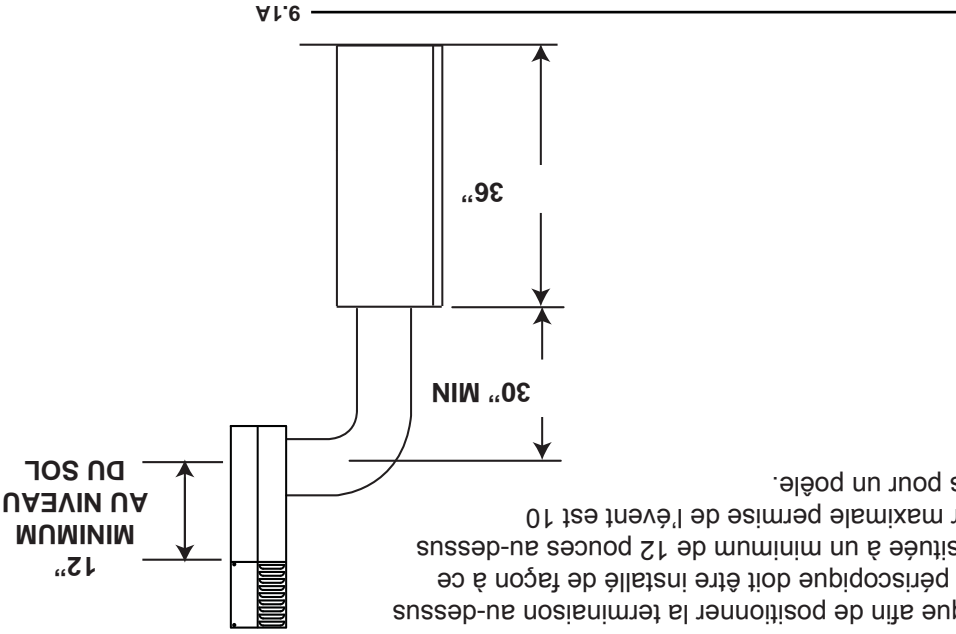 que afin de positionner la terminaison au-dessus
périscopique doit être installé de façon à ce
située à un minimum de 12 pouces au-dessus
r maximale permise de l’évent est 10
s pour un poêle.
12”
MINIMUM
AU NIVEAU
DU SOL
30” MIN
36”
9.1A